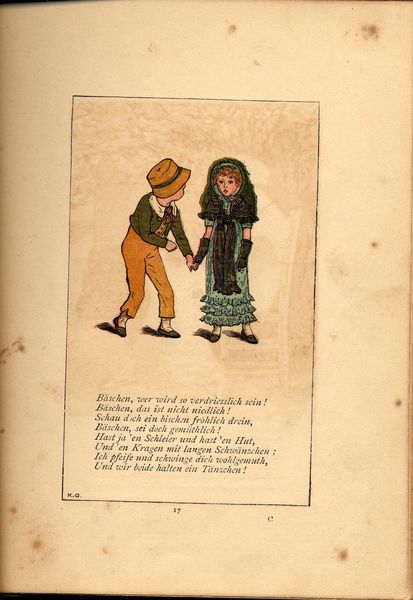 Bäschen, wer wird so verdriesslich sein!
Bäschen, das ist nicht niedlich!
Schau dich ein bischen fröhlich drein,
Bäschen, sei doch gemüthlich!
Hast ja 'en Schleier und hast 'en Hut,
Und 'en Kragen mit langen Schwänzchen;
Ich pfeife und schwinge dich wohlgemuth,
Und wir beide halten ein Tänzchen!
K.G.
17
C